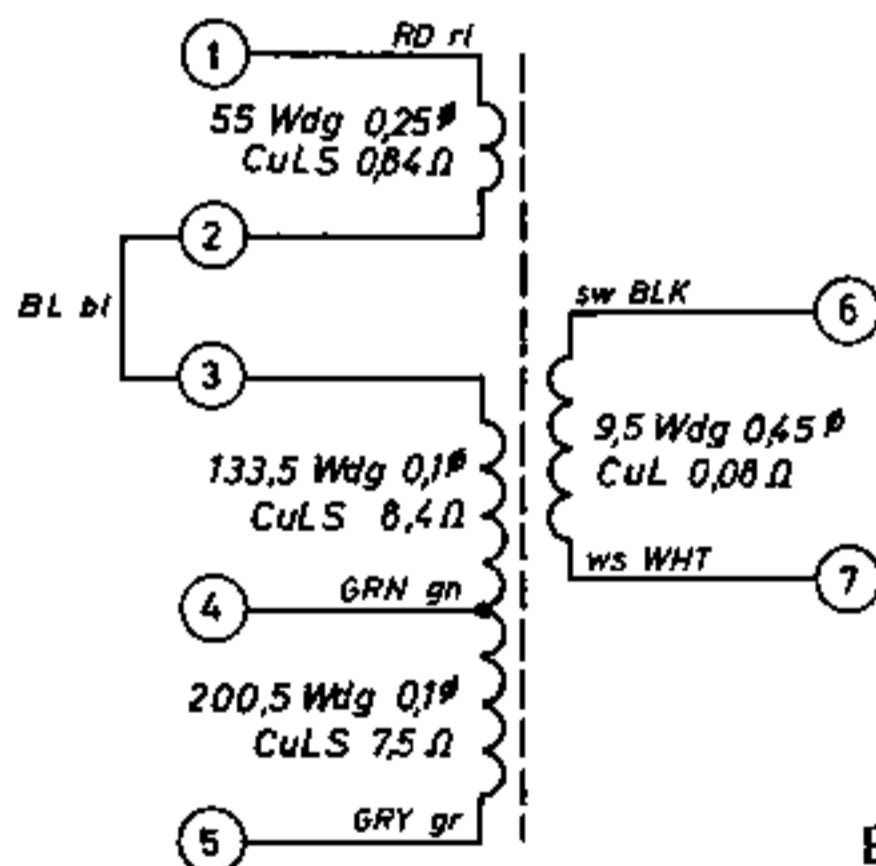 1
RD rt
55 Wdg 0,25ø
CuLS 0,84 Ω
2
BL bl
3
sw BLK
6
133,5 Wdg 0,1ø
CuLS 8,4 Ω
9,5 Wdg 0,45 ø
CuL 0,08 Ω
4
GRN gn
ws WHT
7
200,5 Wdg 0,1ø
CuLS 7,5 Ω
5
GRY gr